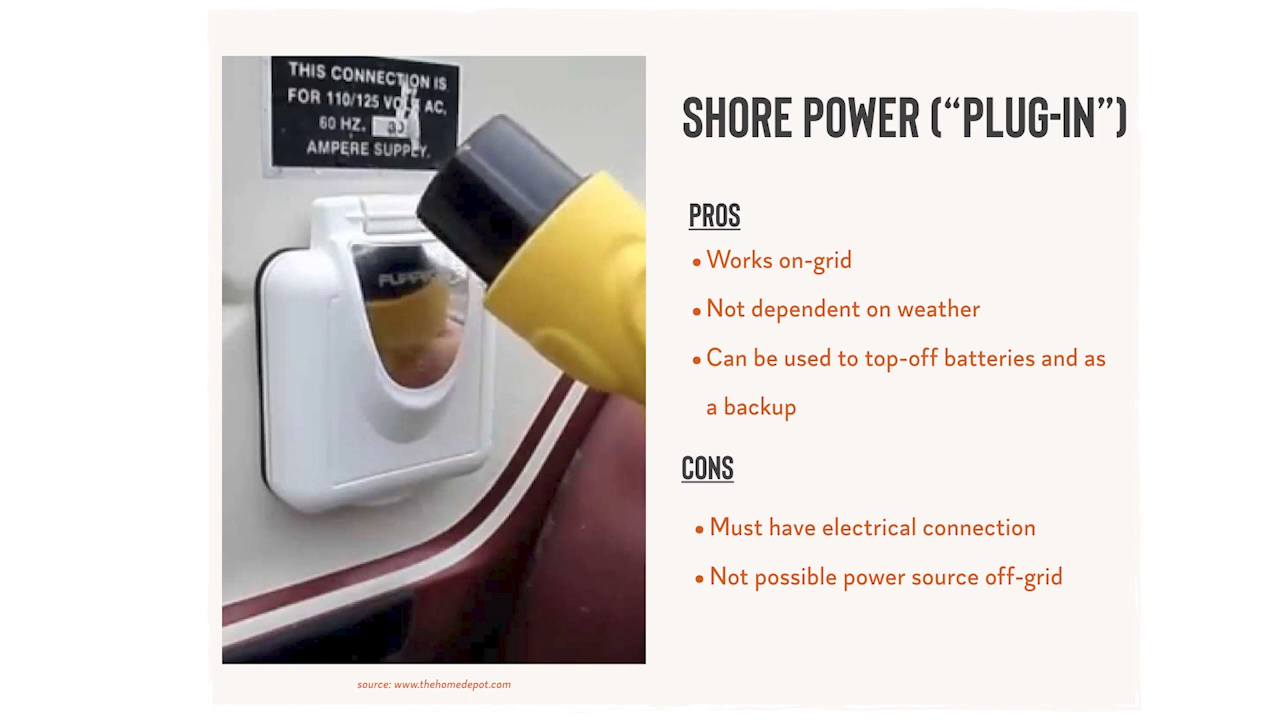 THIS CONNECTION IS
FOR 110/125 VOLT AC,
60 HZ. 30
AMPERE SUPPLY.
SHORE POWER (“PLUG-IN”)
PROS
• Works on-grid
• Not dependent on weather
• Can be used to top-off batteries and as
a backup
CONS
• Must have electrical connection
• Not possible power source off-grid
source: www.thehomedepot.com